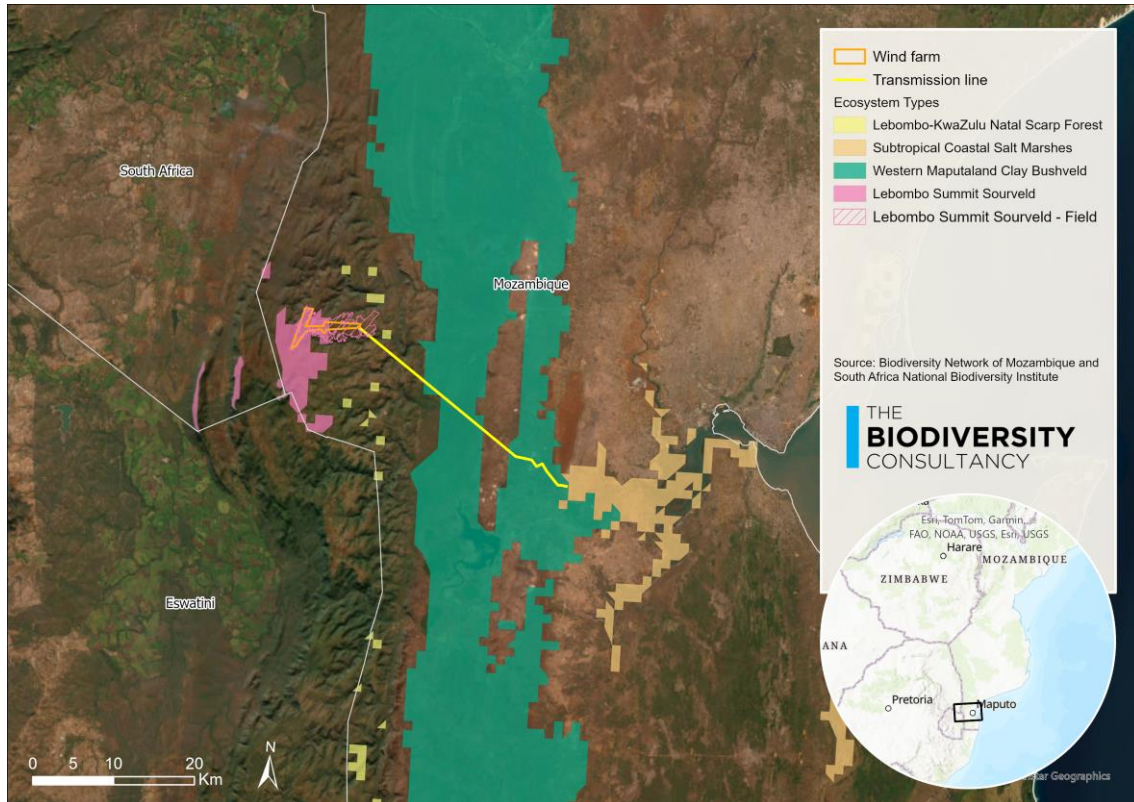 South Africa
Mozambique
Eswatini
0 5 10 20
Km
N
Wind farm
Transmission line
Ecosystem Types
Lebombo-KwaZulu Natal Scarp Forest
Subtropical Coastal Salt Marshes
Western Maputaland Clay Bushveld
Lebombo Summit Sourveld
Lebombo Summit Sourveld - Field
Source: Biodiversity Network of Mozambique and
South Africa National Biodiversity Institute
THE
BIODIVERSITY
CONSULTANCY
Esri, TomTom, Garmin,
FAO, NOAA, USGS, Esri, USGS
Harare
MOZAMBIQUE
ZIMBABWE
ANA
Pretoria
Maputo
Geographics